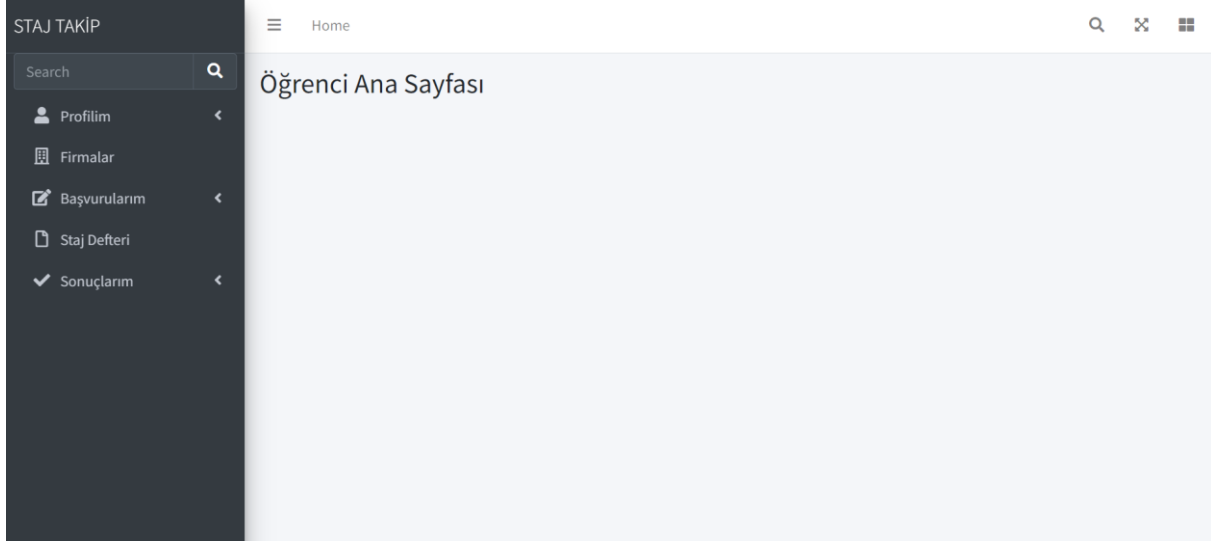 STAJ TAKİP
Home
Search
Öğrenci Ana Sayfası
Profilim
Firmalar
Başvurularım
Staj Defteri
Sonuçlarım